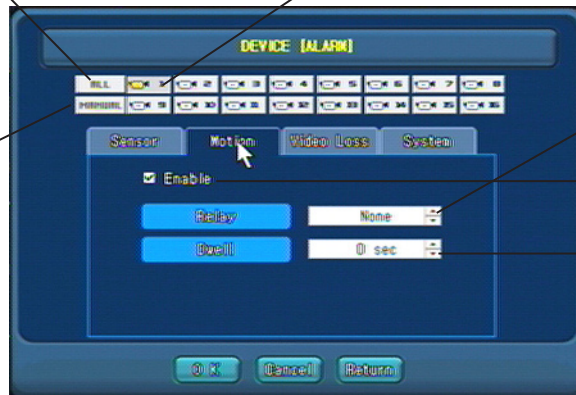 DEVICE [ALARM]
ALL 1 2 3 4 5 6 7 8
MANUAL 9 10 11 12 13 14 15 16
Sensor Motion Video Loss System
Enable
Relay None
Dwell 0 sec
OK Cancel Return